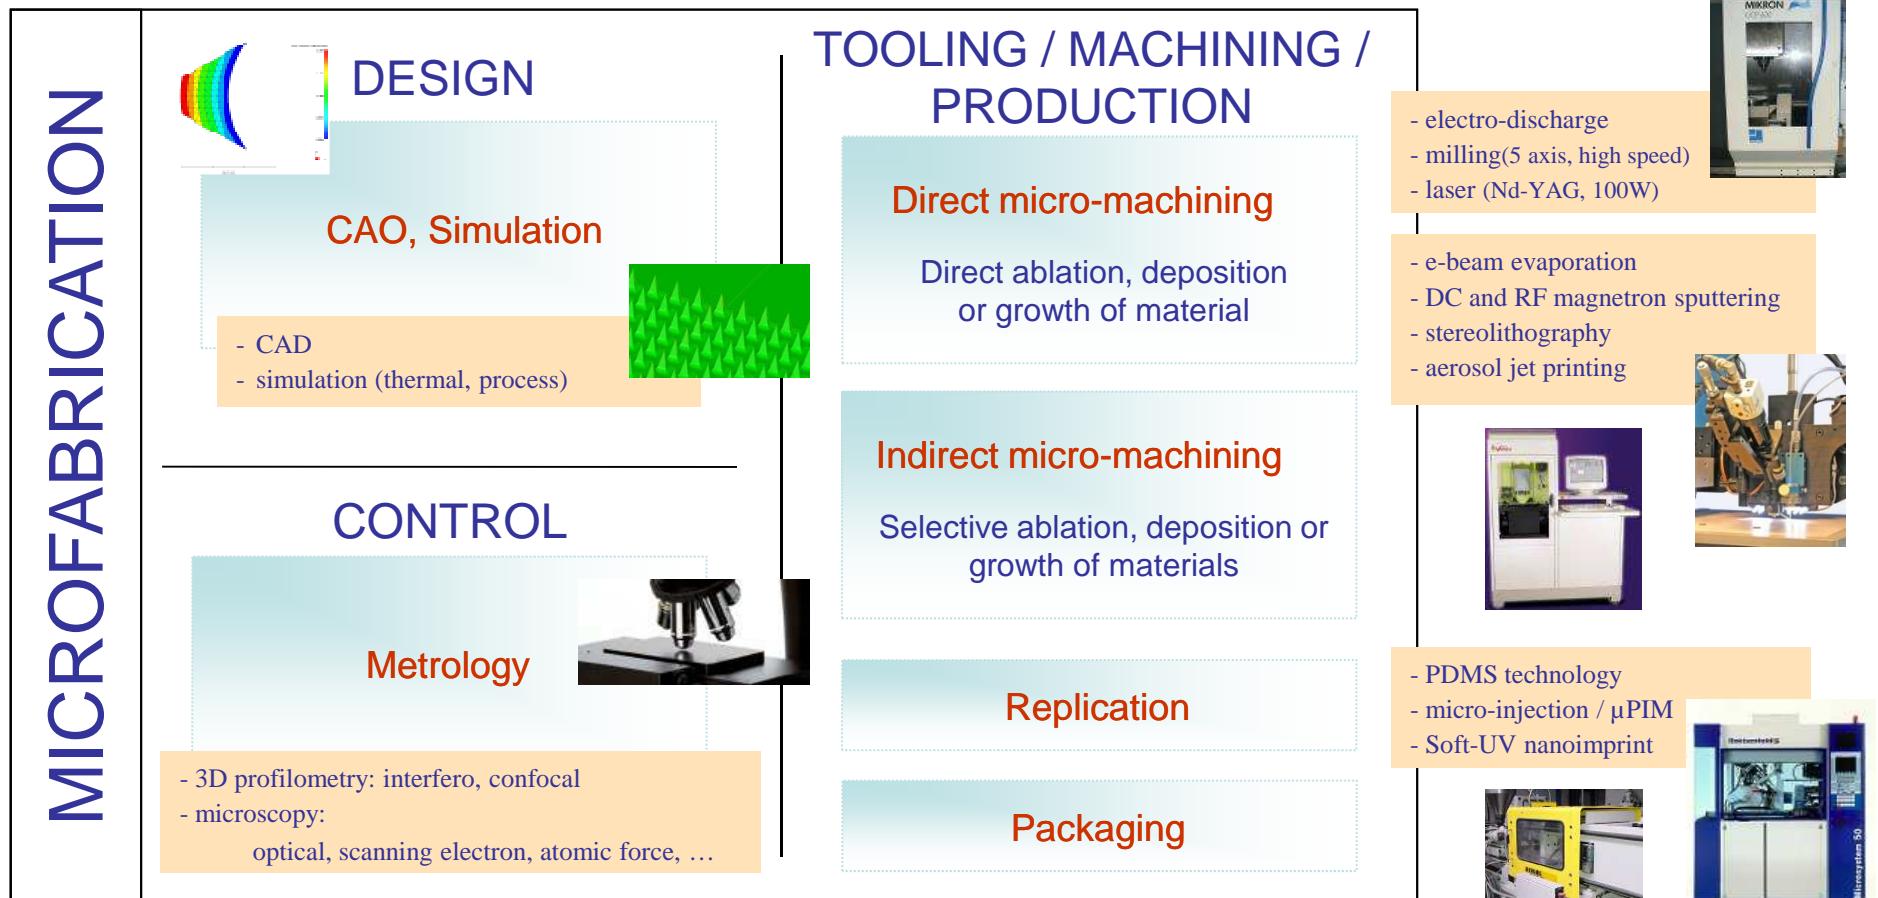 MICROFABRICATION
DESIGN
CAO, Simulation
- CAD
- simulation (thermal, process)
CONTROL
Metrology
- 3D profilometry: interfero, confocal
- microscopy:
optical, scanning electron, atomic force, …
TOOLING / MACHINING /
PRODUCTION
Direct micro-machining
Direct ablation, deposition
or growth of material
Indirect micro-machining
Selective ablation, deposition or
growth of materials
Replication
Packaging
MIKRON
- electro-discharge
- milling(5 axis, high speed)
- laser (Nd-YAG, 100W)
- e-beam evaporation
- DC and RF magnetron sputtering
- stereolithography
- aerosol jet printing
- PDMS technology
- micro-injection / µPIM
- Soft-UV nanoimprint
Microsystem 50